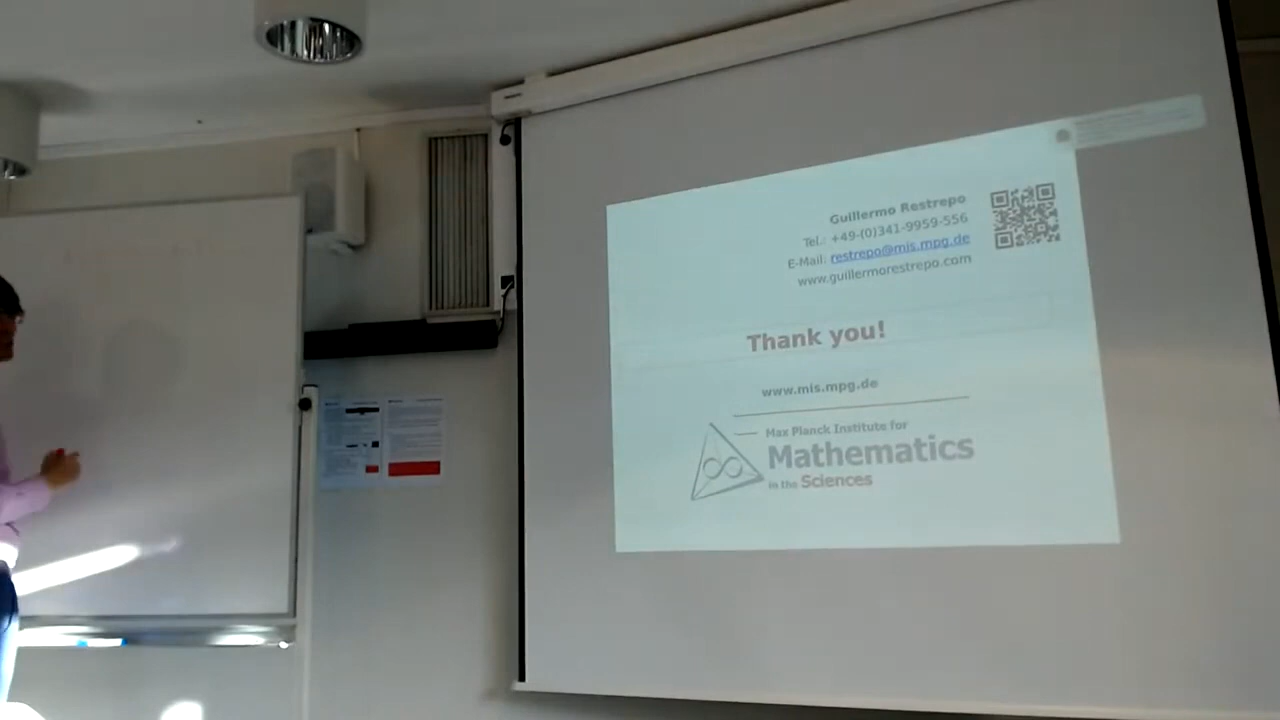 Guillermo Restrepo
Tel.: +49-(0)341-9959-556
E-Mail: restrepo@mis.mpg.de
www.guillermorestrepo.com
Thank you!
www.mis.mpg.de
Max Planck Institute for
Mathematics
in the Sciences